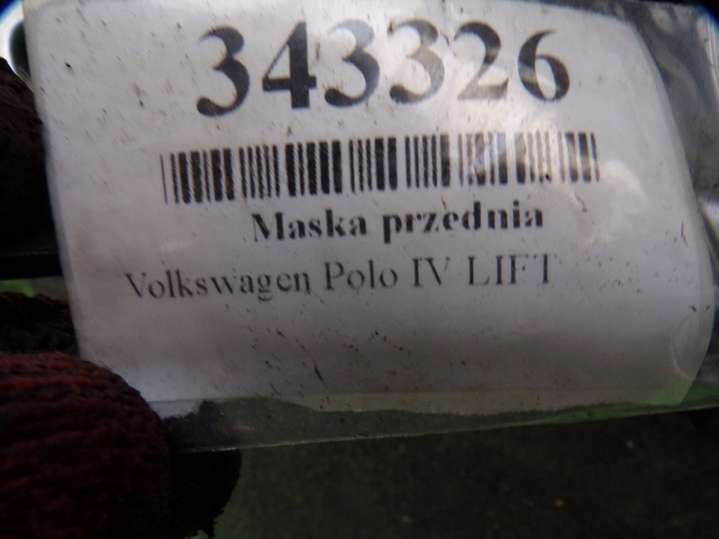 343326
Maska przednia
Volkswagen Polo IV LIFT